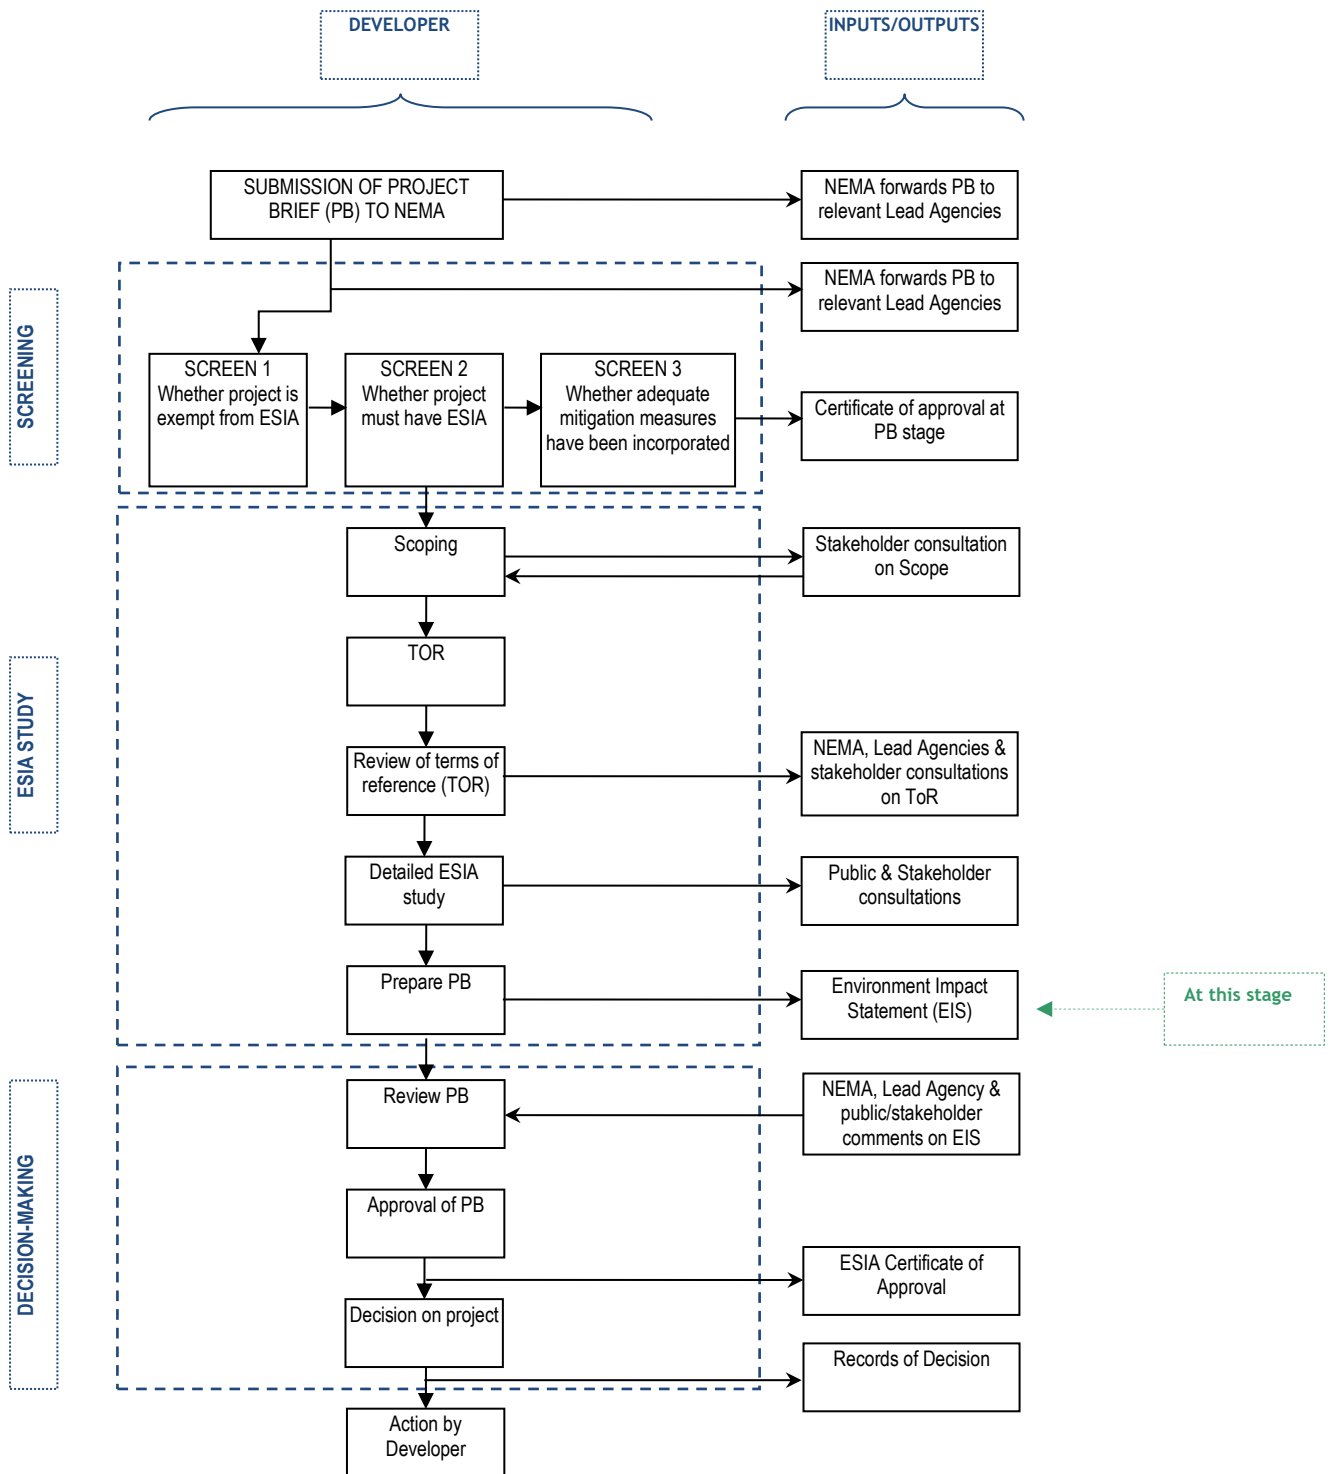 DEVELOPER
INPUTS/OUTPUTS
SUBMISSION OF PROJECT
BRIEF (PB) TO NEMA
NEMA forwards PB to
relevant Lead Agencies
NEMA forwards PB to
relevant Lead Agencies
SCREENING
SCREEN 1
Whether project is
exempt from ESIA
SCREEN 2
Whether project
must have ESIA
SCREEN 3
Whether adequate
mitigation measures
have been incorporated
Certificate of approval at
PB stage
Scoping
Stakeholder consultation
on Scope
ESIA STUDY
TOR
Review of terms of
reference (TOR)
NEMA, Lead Agencies &
stakeholder consultations
on ToR
Detailed ESIA
study
Public & Stakeholder
consultations
Prepare PB
Environment Impact
Statement (EIS)
At this stage
DECISION-MAKING
Review PB
NEMA, Lead Agency &
public/stakeholder
comments on EIS
Approval of PB
ESIA Certificate of
Approval
Decision on project
Records of Decision
Action by
Developer